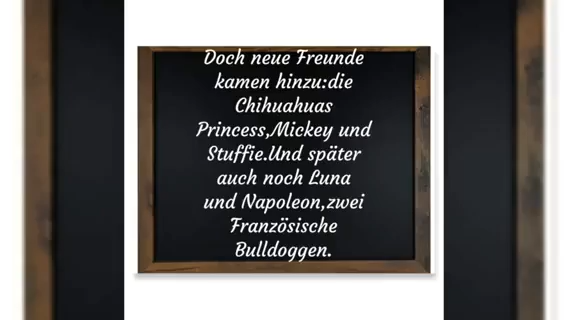 Doch neue Freunde
kamen hinzu:die
Chihuahuas
Princess,Mickey und
Stuffie.Und später
auch noch Luna
und Napoleon,zwei
Französische
Bulldoggen.